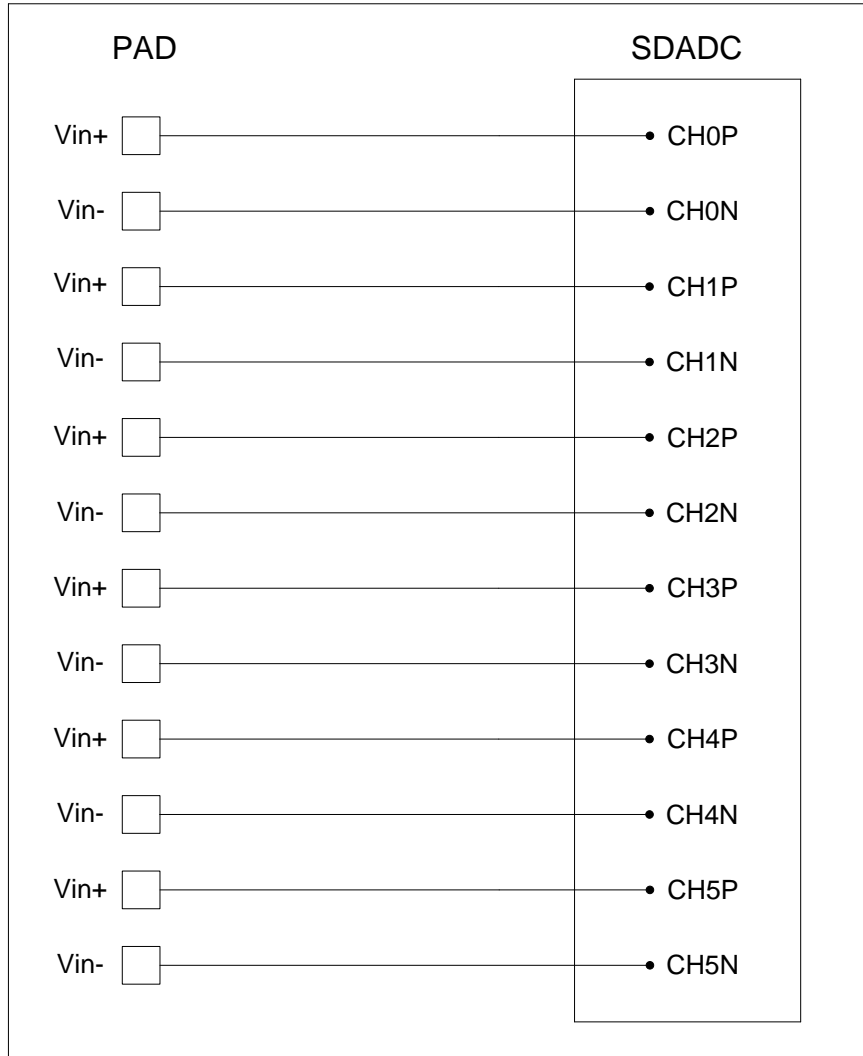 PAD SDADC
Vin+ CH0P
Vin- CH0N
Vin+ CH1P
Vin- CH1N
Vin+ CH2P
Vin- CH2N
Vin+ CH3P
Vin- CH3N
Vin+ CH4P
Vin- CH4N
Vin+ CH5P
Vin- CH5N